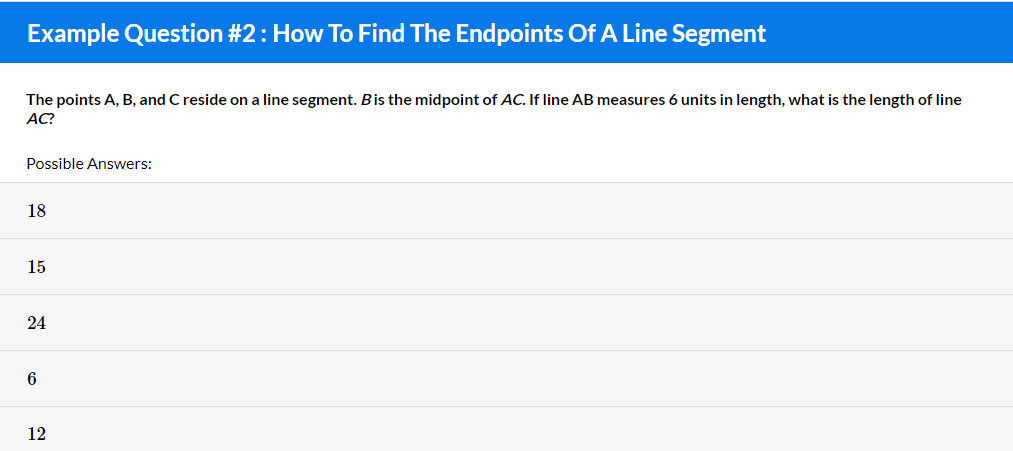 Example Question #2 : How To Find The Endpoints Of A Line Segment
The points A, B, and C reside on a line segment. B is the midpoint of AC. If line AB measures 6 units in length, what is the length of line
AC?
Possible Answers:
18
15
24
6
12